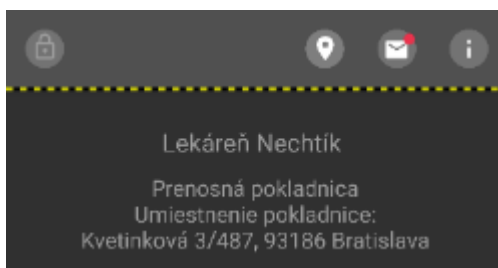 Lekáreň Nechtík
Prenosná pokladnica
Umiestnenie pokladnice:
Kvetinková 3/487, 93186 Bratislava